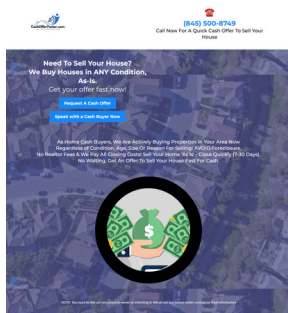 CashOfferFaster.com
(845) 500-8749
Call Now For A Quick Cash Offer To Sell Your
House
Need To Sell Your House?
We Buy Houses in ANY Condition,
As-Is.
Get your offer fast now!
Request A Cash Offer
Speak with a Cash Buyer Now
As Home Cash Buyers, We Are Actively Buying Properties In Your Area Now
Regardless of Condition, Age, Size Or Reason For Selling! AVOID Foreclosure.
No Realtor Fees & We Pay All Closing Costs! Sell Your Home 'As Is' - Close Quickly (7-30 Days).
No Waiting, Get An Offer To Sell Your House Fast For Cash
$